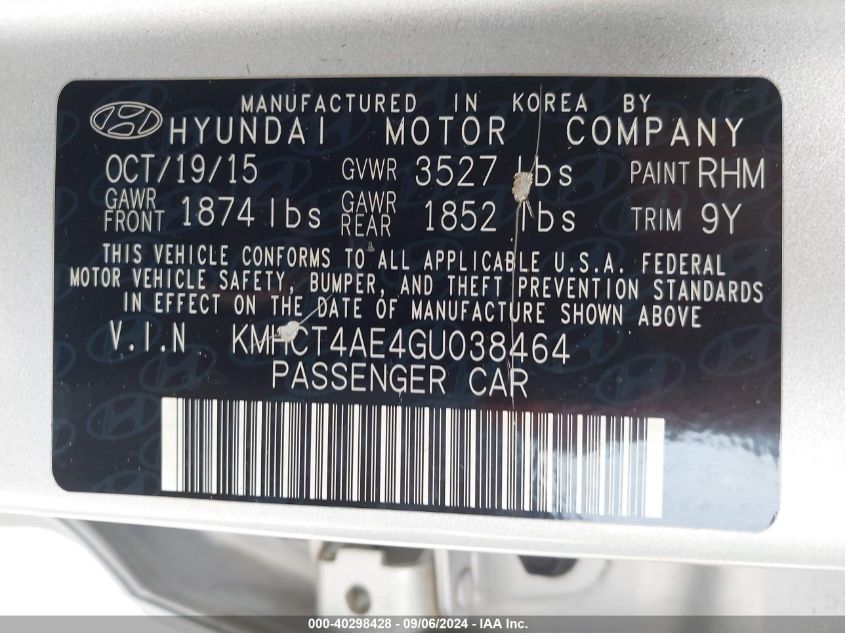 MANUFACTURED IN KOREA BY
HYUNDAI MOTOR COMPANY
OCT/19/15 GVWR 3527 lbs PAINT RHM
GAWR FRONT 1874 lbs GAWR REAR 1852 lbs TRIM 9Y
THIS VEHICLE CONFORMS TO ALL APPLICABLE U.S.A. FEDERAL
MOTOR VEHICLE SAFETY, BUMPER, AND THEFT PREVENTION STANDARDS
IN EFFECT ON THE DATE OF MANUFACTURE SHOWN ABOVE
V.I.N KMHCT4AE4GU038464
PASSENGER CAR
000-40298428 - 09/06/2024 - IAA Inc.